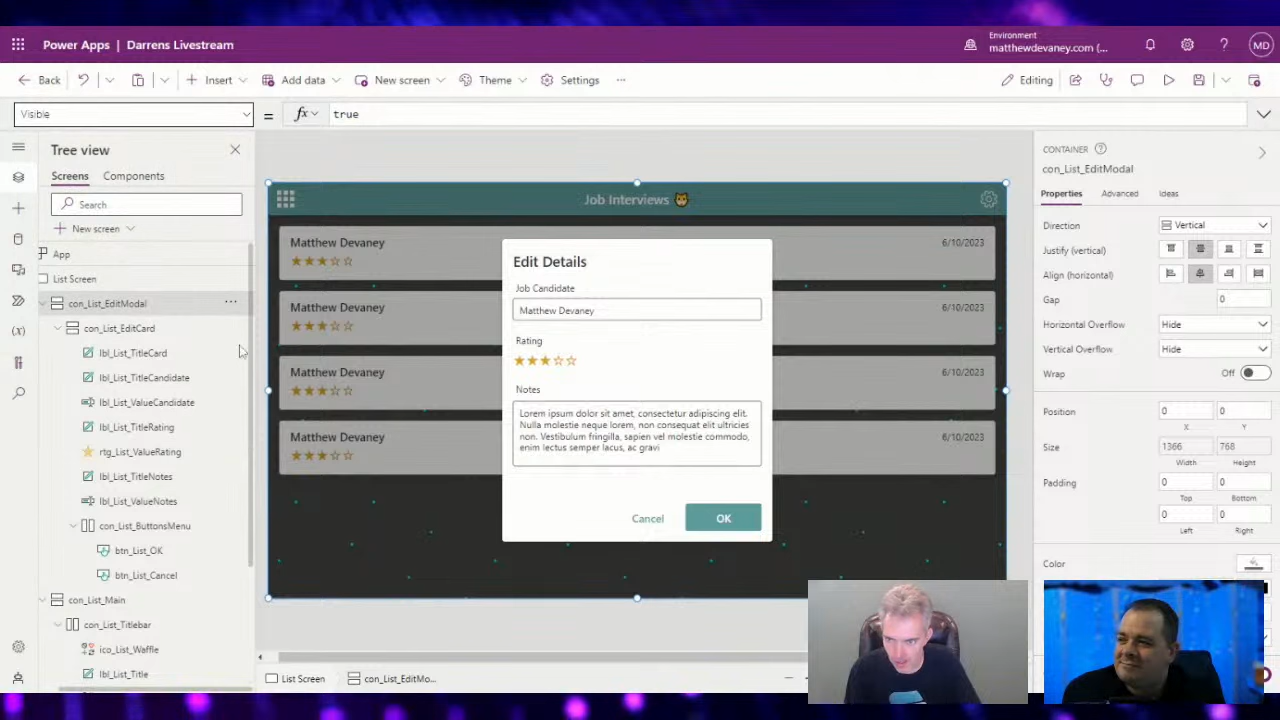 Power Apps | Darrens Livestream
Environment
matthewdevaney.com (...
MD
Back
Insert
Add data
New screen
Theme
Settings
...
Editing
Visible
=
fx
true
Tree view
Screens
Components
Search
New screen
App
List Screen
con_List_EditModal
...
con_List_EditCard
lbl_List_TitleCard
lbl_List_TitleCandidate
lbl_List_ValueCandidate
lbl_List_TitleRating
rtg_List_ValueRating
lbl_List_TitleNotes
lbl_List_ValueNotes
con_List_ButtonsMenu
btn_List_OK
btn_List_Cancel
con_List_Main
con_List_Titlebar
ico_List_Waffle
lbl_List_Title
Job Interviews
Matthew Devaney
6/10/2023
Matthew Devaney
6/10/2023
Matthew Devaney
6/10/2023
Matthew Devaney
6/10/2023
Edit Details
Job Candidate
Matthew Devaney
Rating
Notes
Lorem ipsum dolor sit amet, consectetur adipiscing elit.
Nulla molestie neque lorem, non consequat elit ultricies
non. Vestibulum fringilla, sapien vel molestie commodo,
enim lectus semper lacus, ac gravi
Cancel
OK
List Screen
con_List_EditMo...
CONTAINER
con_List_EditModal
Properties
Advanced
Ideas
Direction
Vertical
Justify (vertical)
Align (horizontal)
Gap
0
Horizontal Overflow
Hide
Vertical Overflow
Hide
Wrap
Off
Position
0
0
X
Y
Size
1366
768
Width
Height
Padding
0
0
Top
Bottom
0
0
Left
Right
Color